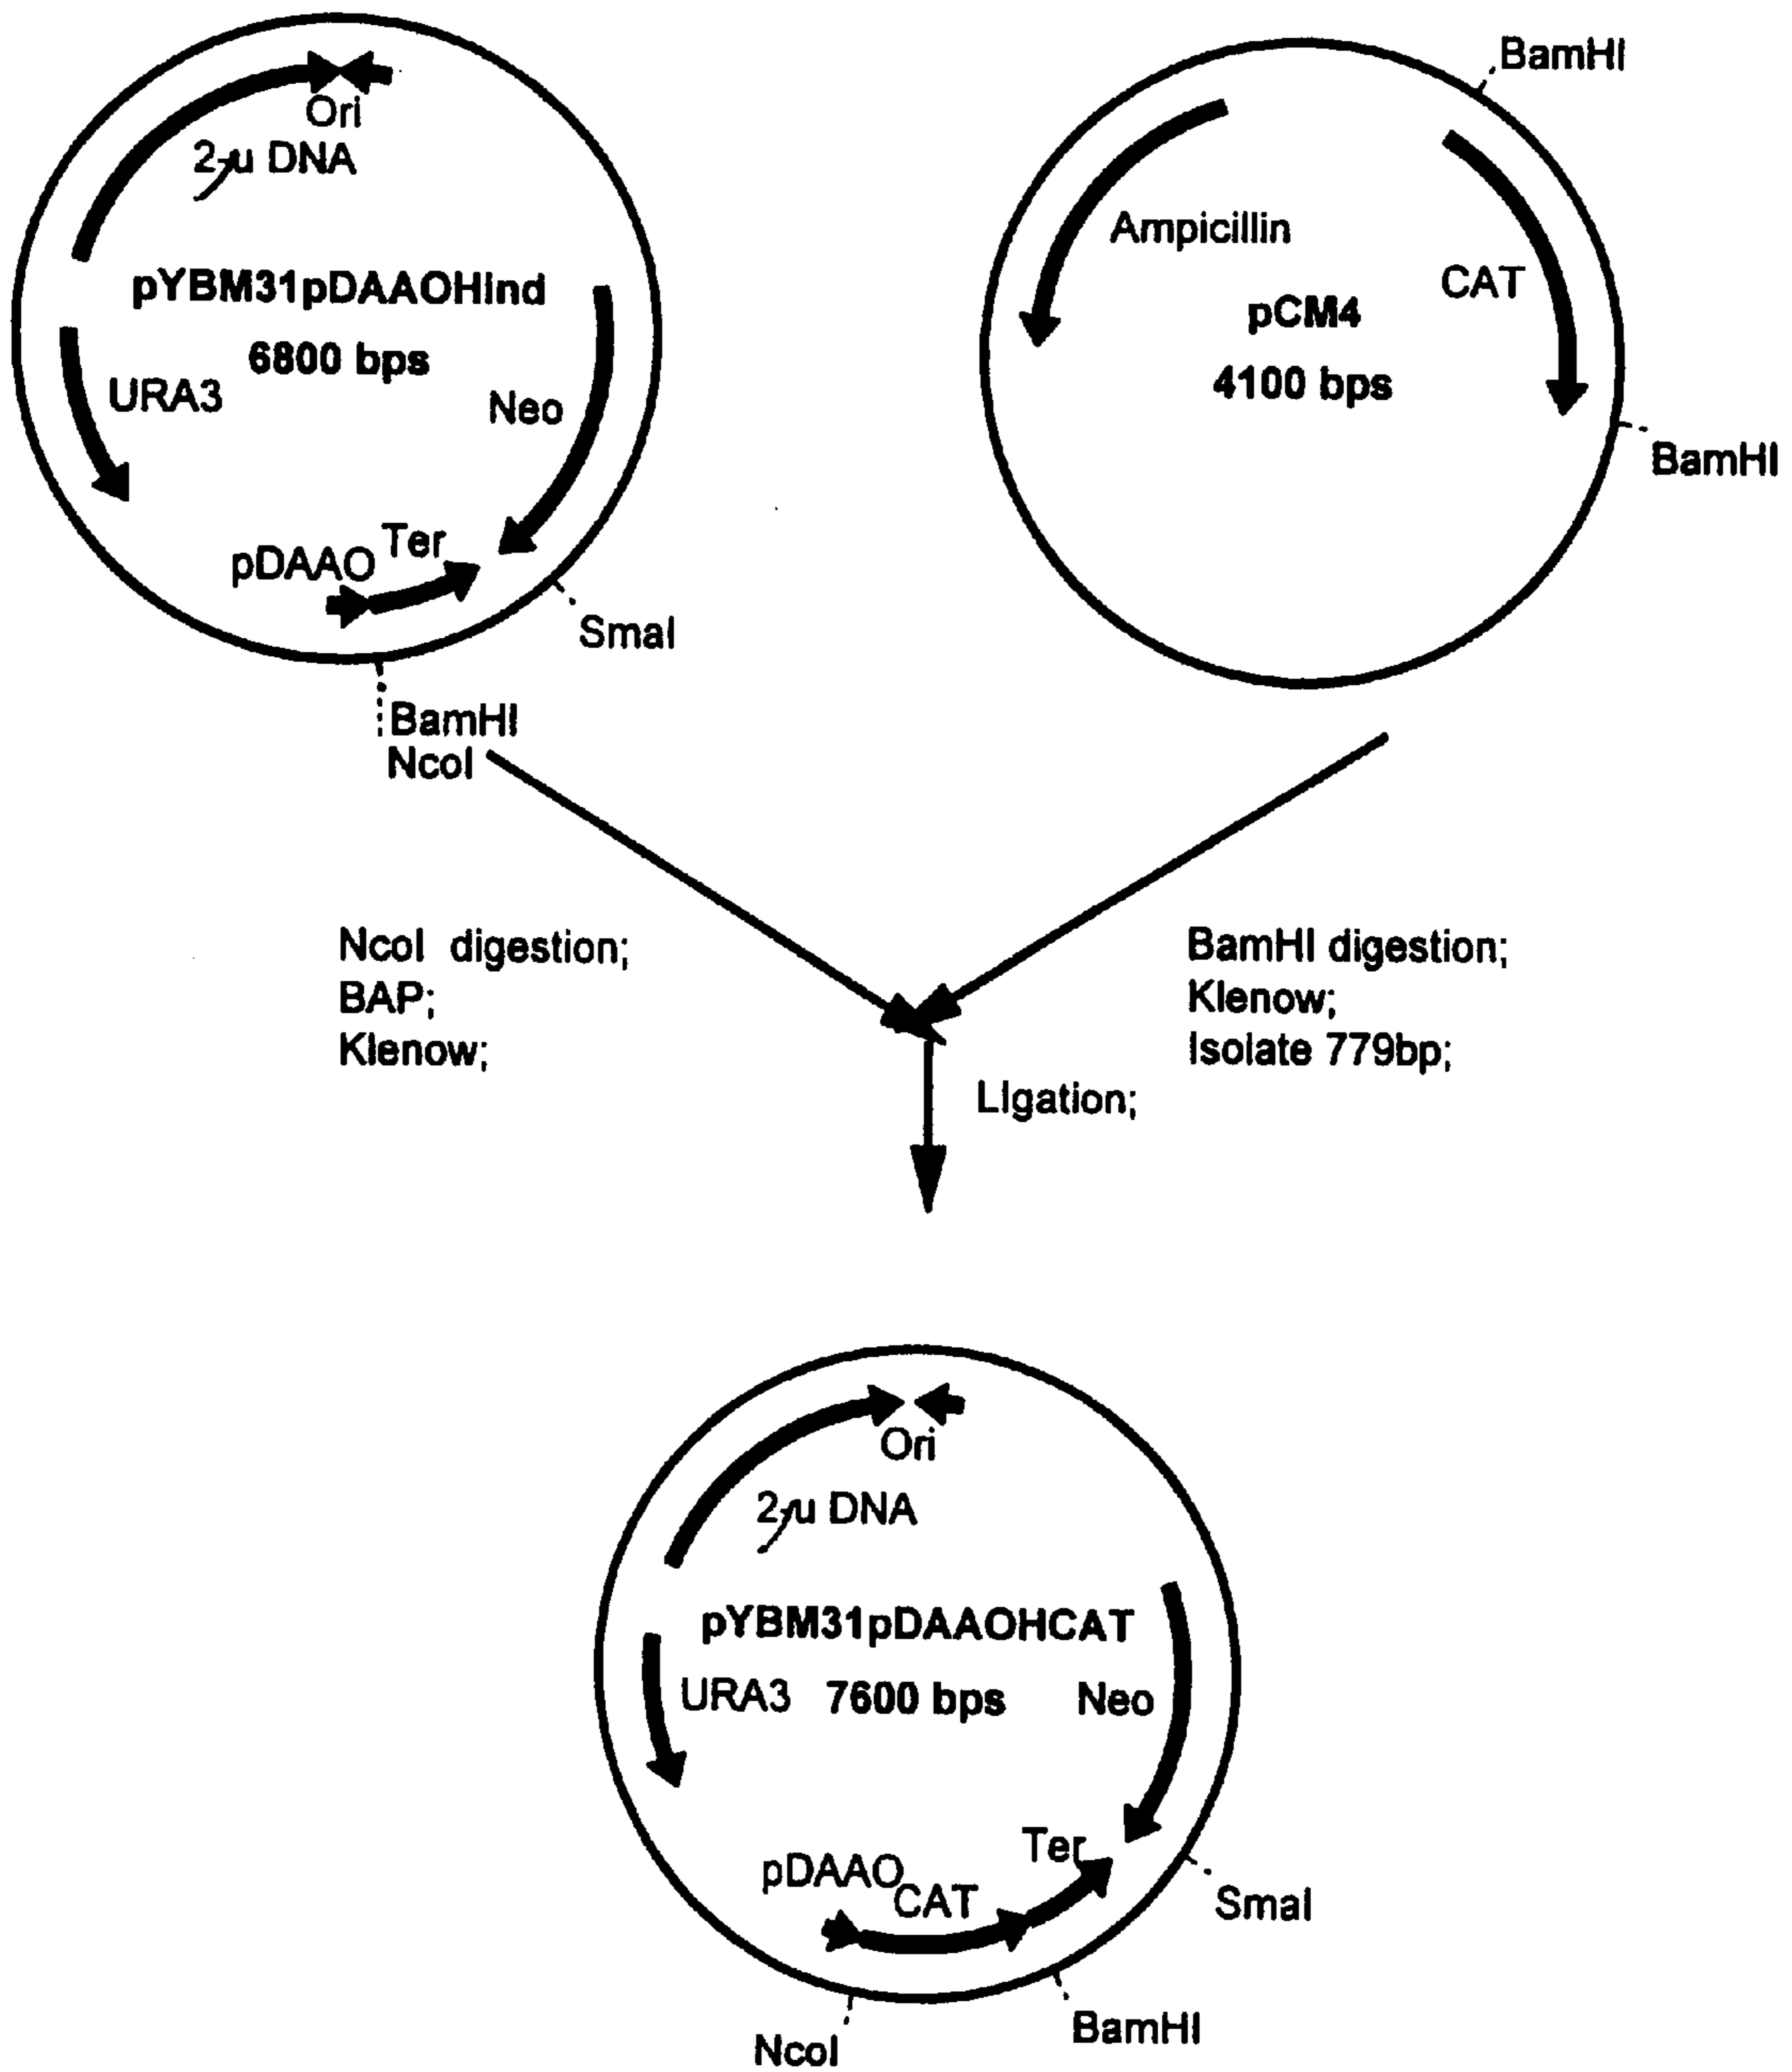 Ori
2μ DNA
pYBM31pDAAOHInd
6800 bps
URA3
Neo
pDAAO
Ter
SmaI
BamHI
NcoI
BamHI
Ampicillin
CAT
pCM4
4100 bps
BamHI
NcoI digestion;
BAP;
Klenow;
BamHI digestion;
Klenow;
Isolate 779bp;
LIgation;
Ori
2μ DNA
pYBM31pDAAOHCAT
URA3
7600 bps
Neo
pDAAO
CAT
Ter
SmaI
BamHI
NcoI